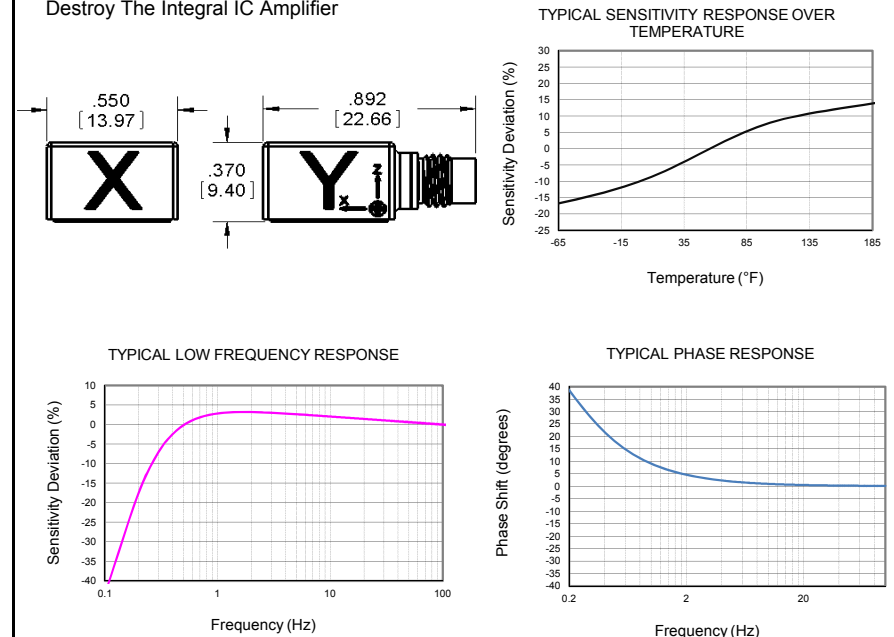 Destroy The Integral IC Amplifier
.550
[13.97]
.892
[22.66]
.370
[9.40]
X
Y
Z
X
TYPICAL SENSITIVITY RESPONSE OVER
TEMPERATURE
Sensitivity Deviation (%)
30
25
20
15
10
5
0
-5
-10
-15
-20
-25
-65 -15 35 85 135 185
Temperature (°F)
TYPICAL LOW FREQUENCY RESPONSE
Sensitivity Deviation (%)
10
5
0
-5
-10
-15
-20
-25
-30
-35
-40
0.1 1 10 100
Frequency (Hz)
TYPICAL PHASE RESPONSE
Phase Shift (degrees)
40
35
30
25
20
15
10
5
0
-5
-10
-15
-20
-25
-30
-35
-40
0.2 2 20
Frequency (Hz)